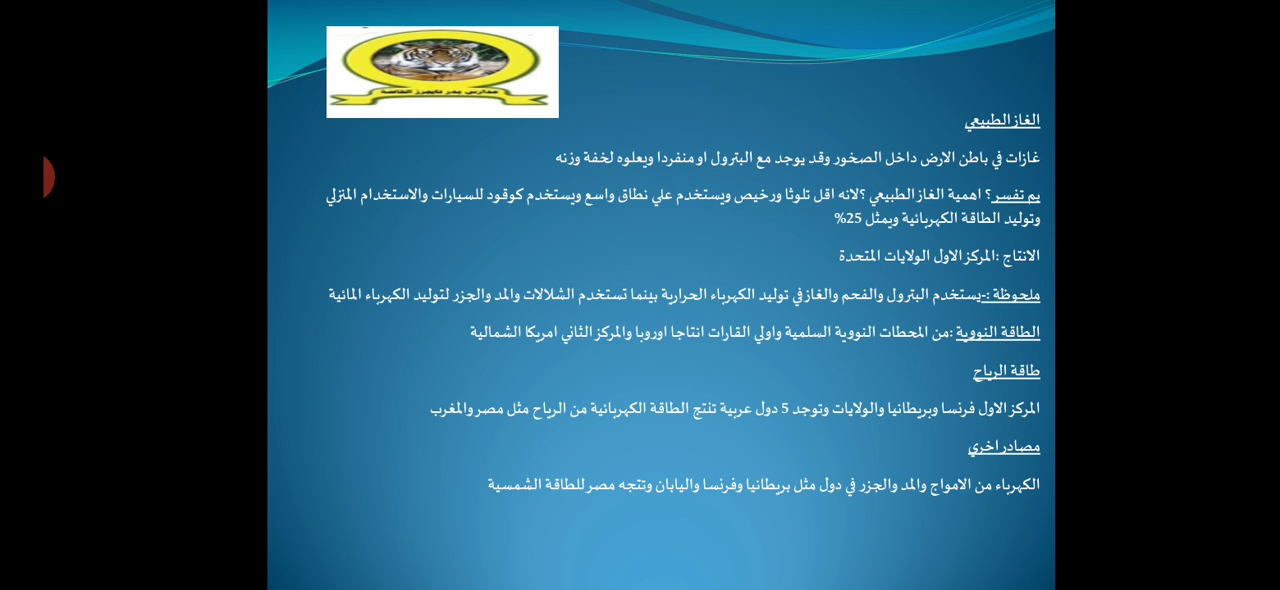 مدارس بدر تايجرز الخاصة
الغاز الطبيعي
غازات في باطن الارض داخل الصخور وقد يوجد مع البترول او منفردا ويعلوه لخفة وزنه
بم تفسر؟ اهمية الغاز الطبيعي ؟لانه اقل تلوثا ورخيص ويستخدم علي نطاق واسع ويستخدم كوقود للسيارات والاستخدام المنزلي
وتوليد الطاقة الكهربائية ويمثل 25%
الانتاج :المركز الاول الولايات المتحدة
ملحوظة :-يستخدم البترول والفحم والغاز في توليد الكهرباء الحرارية بينما تستخدم الشلالات والمد والجزر لتوليد الكهرباء المائية
الطاقة النووية :من المحطات النووية السلمية واولي القارات انتاجا اوروبا والمركز الثاني امريكا الشمالية
طاقة الرياح
المركز الاول فرنسا وبريطانيا والولايات وتوجد 5 دول عربية تنتج الطاقة الكهربائية من الرياح مثل مصر والمغرب
مصادر اخري
الكهرباء من الامواج والمد والجزر في دول مثل بريطانيا وفرنسا واليابان وتتجه مصر للطاقة الشمسية